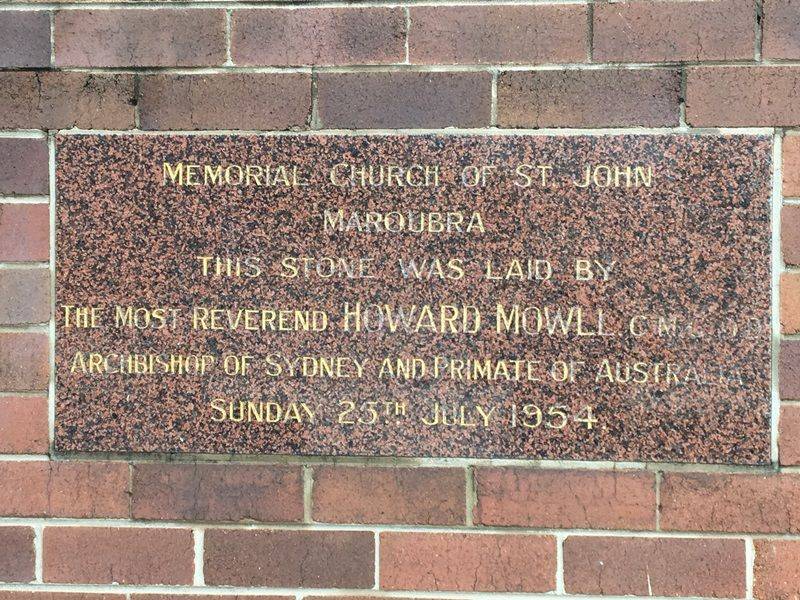 MEMORIAL CHURCH OF ST. JOHN
MAROUBRA
THIS STONE WAS LAID BY
THE MOST REVEREND HOWARD MOWLL C.M.G. D.D.
ARCHBISHOP OF SYDNEY AND PRIMATE OF AUSTRALIA
SUNDAY 25TH JULY 1954.